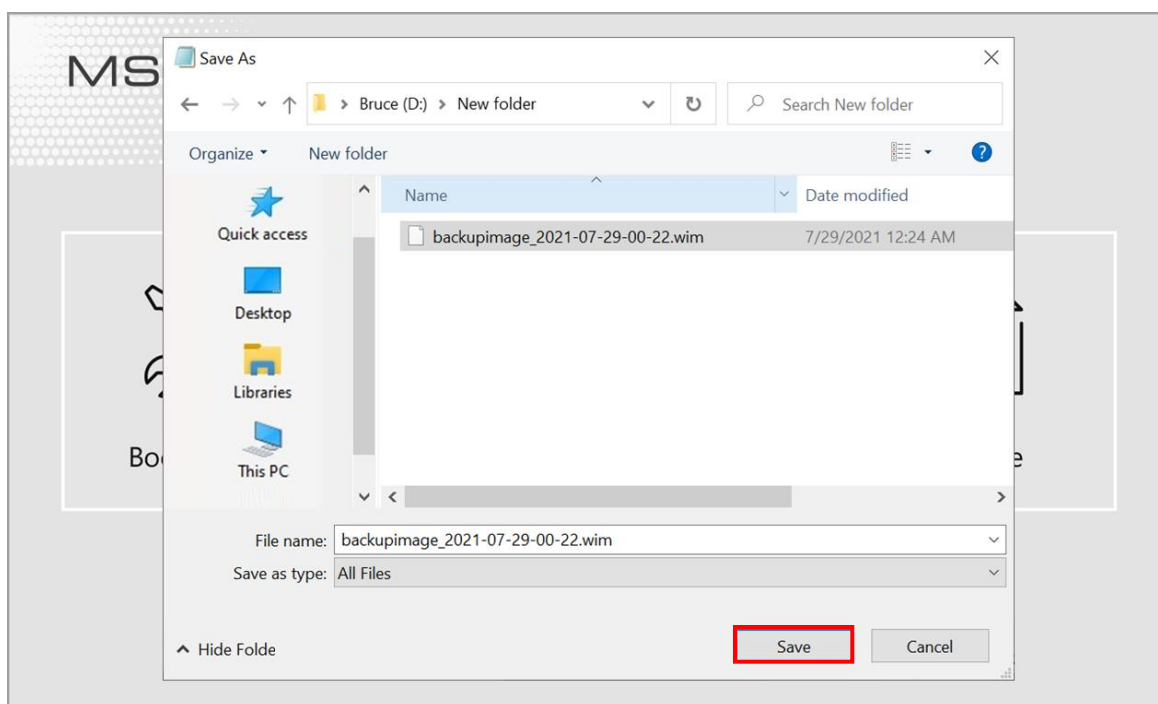 MS
Save As
Bruce (D:) New folder
Search New folder
Organize New folder
Name Date modified
Quick access
backupimage_2021-07-29-00-22.wim 7/29/2021 12:24 AM
Desktop
Libraries
Boo
This PC
e
File name: backupimage_2021-07-29-00-22.wim
Save as type: All Files
Hide Folde
Save Cancel